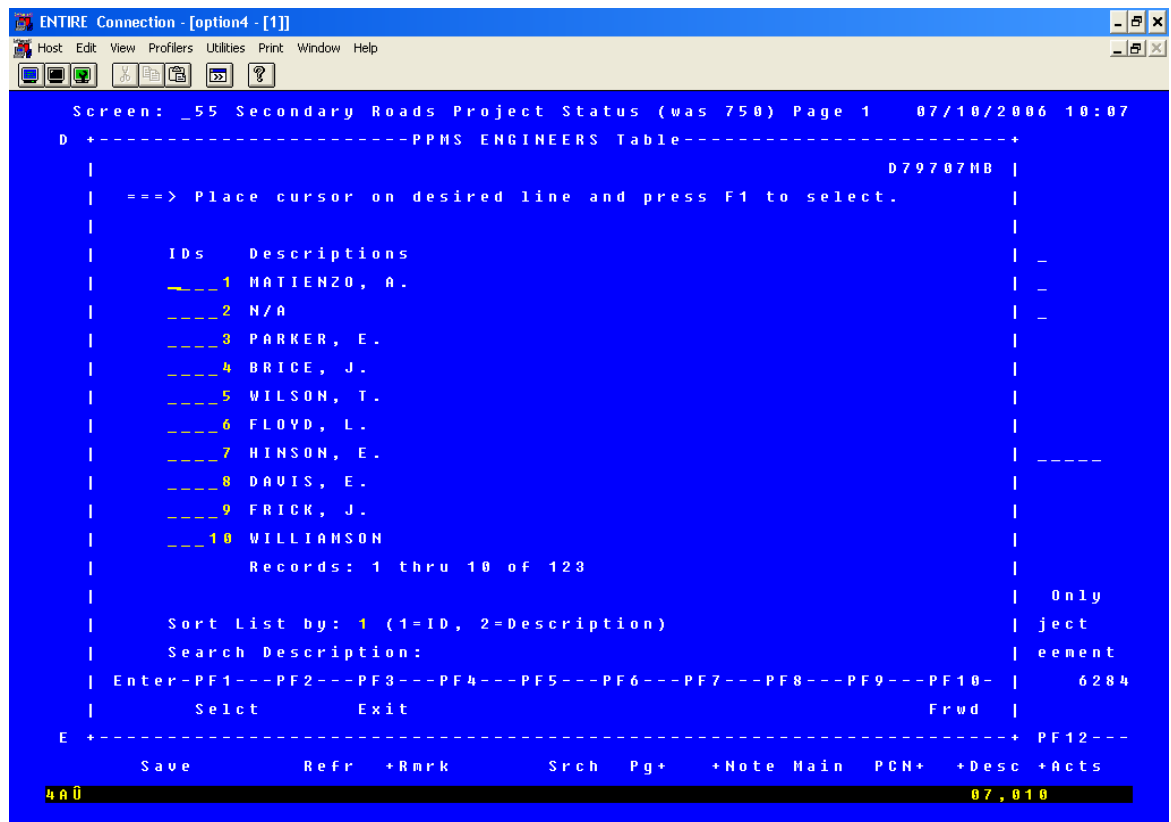 ENTIRE Connection - [option4 - [1]]
Host Edit View Profilers Utilities Print Window Help
Screen: _55 Secondary Roads Project Status (was 750) Page 1 07/10/2006 10:07
D +-----------------------PPMS ENGINEERS Table------------------------+
| D79707MB |
| ===> Place cursor on desired line and press F1 to select. |
| |
| IDs Descriptions | _
| ____1 MATIENZO, A. | _
| ____2 N/A | _
| ____3 PARKER, E. |
| ____4 BRICE, J. |
| ____5 WILSON, T. |
| ____6 FLOYD, L. |
| ____7 HINSON, E. | _____
| ____8 DAVIS, E. |
| ____9 FRICK, J. |
| ___10 WILLIAMSON |
| Records: 1 thru 10 of 123 |
| | Only
| Sort List by: 1 (1=ID, 2=Description) | ject
| Search Description: | eement
| Enter-PF1---PF2---PF3---PF4---PF5---PF6---PF7---PF8---PF9---PF10- | 6284
| Selct Exit Frwd |
E +-------------------------------------------------------------------+ PF12---
Save Refr +Rmrk Srch Pg+ +Note Main PCN+ +Desc +Acts
4AÛ 07,010